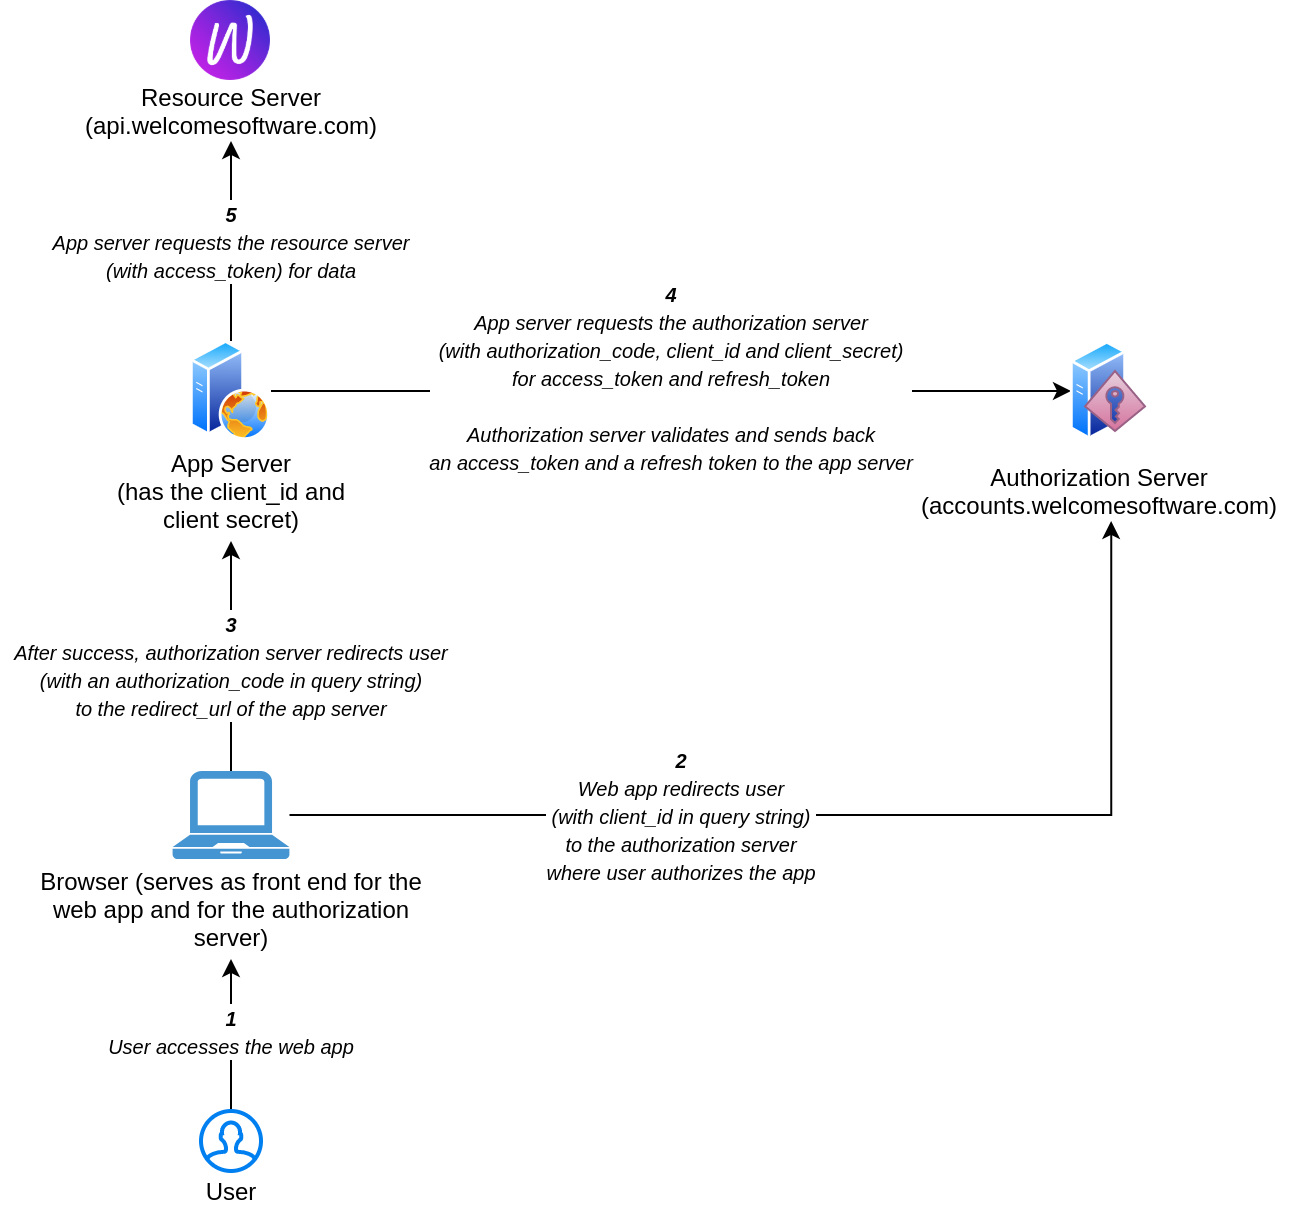 W
Resource Server
(api.welcomesoftware.com)
5
App server requests the resource server
(with access_token) for data
4
App server requests the authorization server
(with authorization_code, client_id and client_secret)
for access_token and refresh_token
Authorization server validates and sends back
an access_token and a refresh token to the app server
App Server
(has the client_id and
client secret)
Authorization Server
(accounts.welcomesoftware.com)
3
After success, authorization server redirects user
(with an authorization_code in query string)
to the redirect_url of the app server
2
Web app redirects user
(with client_id in query string)
to the authorization server
where user authorizes the app
Browser (serves as front end for the
web app and for the authorization
server)
1
User accesses the web app
User